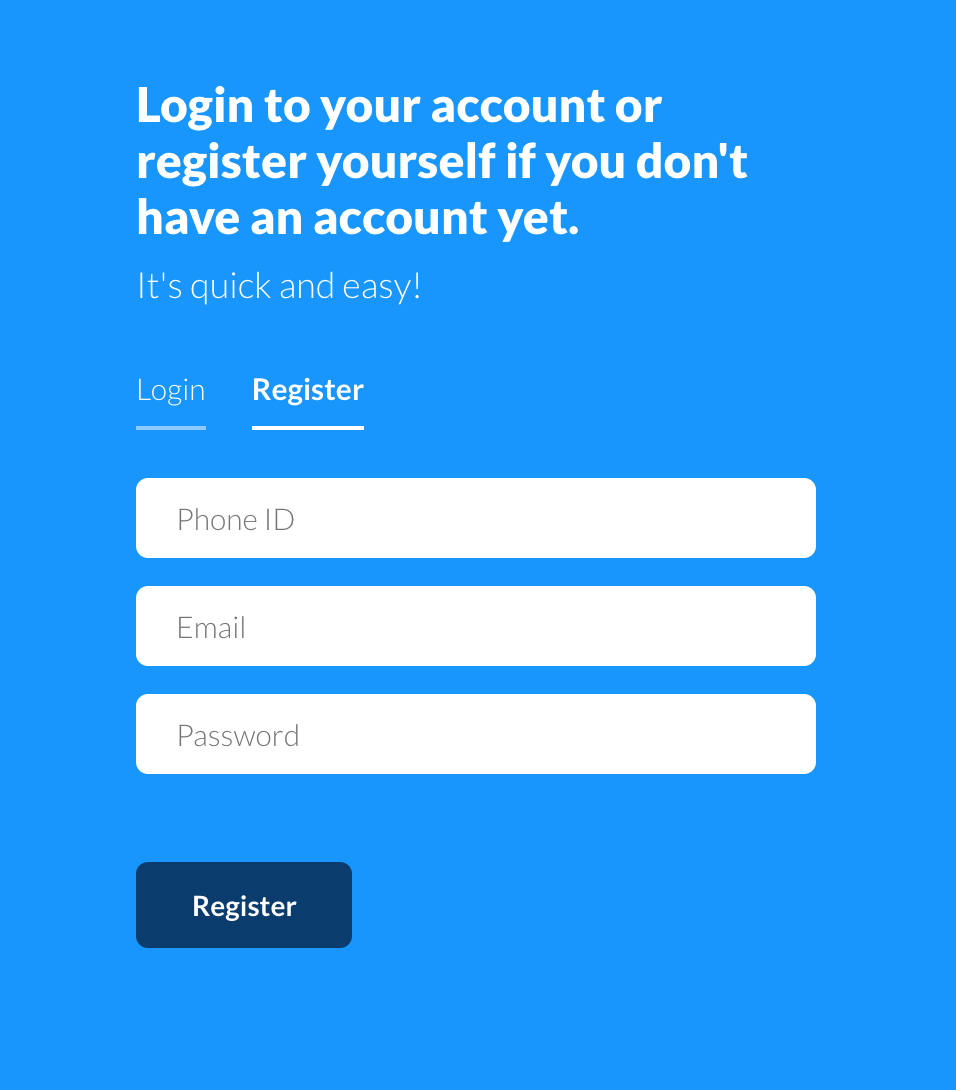 Login to your account or
register yourself if you don't
have an account yet.
It's quick and easy!
Login Register
Phone ID
Email
Password
Register